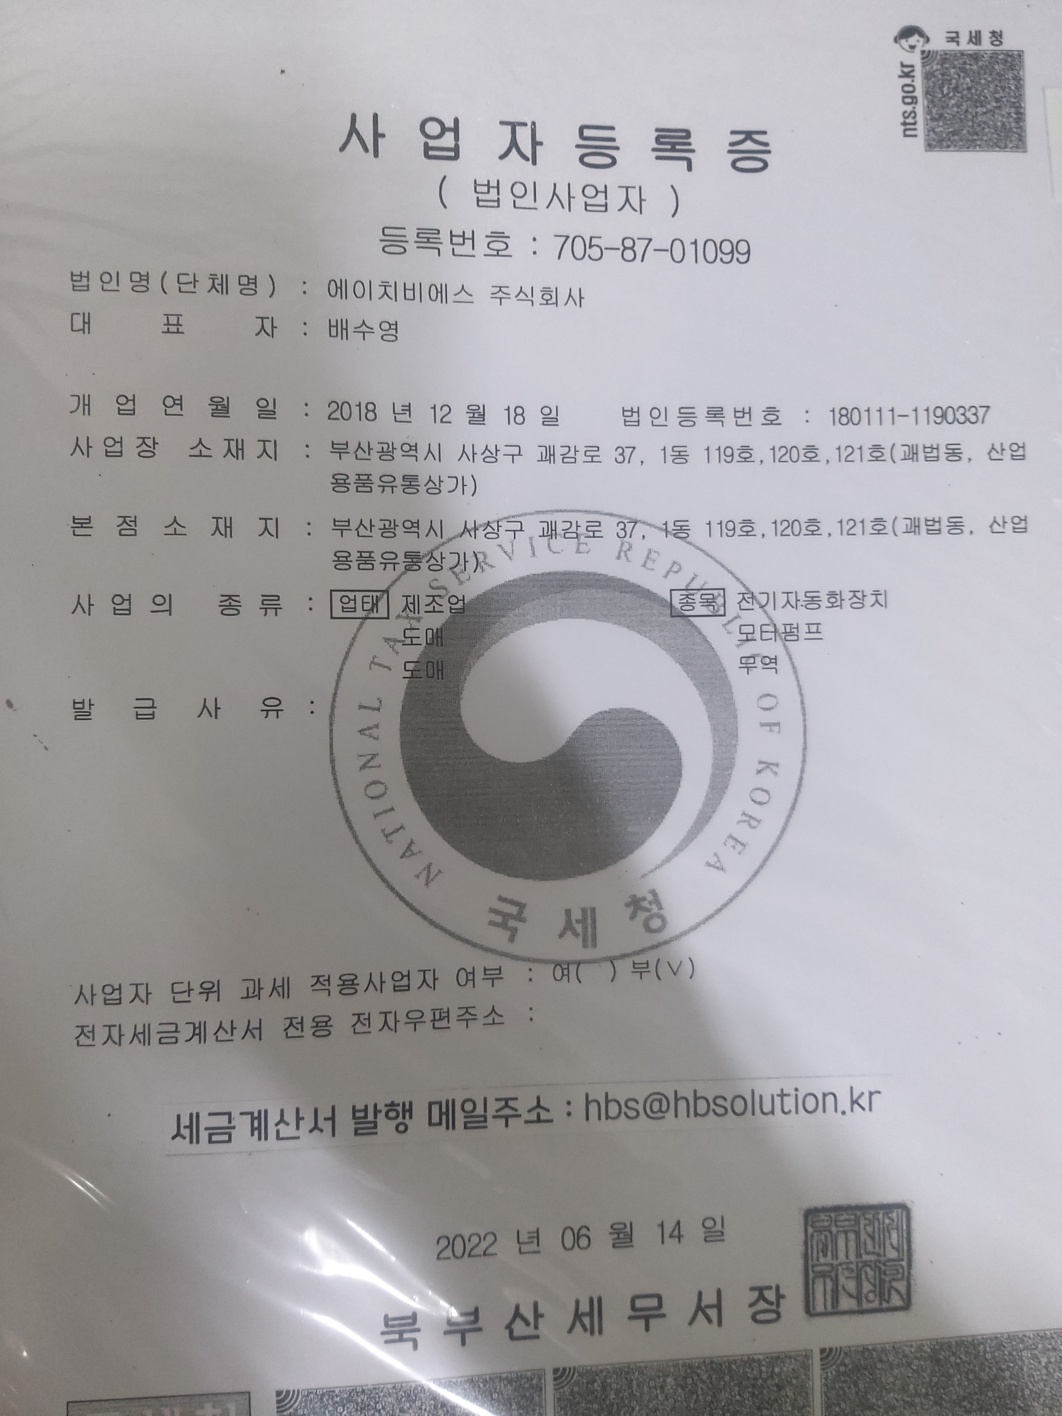 국세청
nts.go.kr
사업자등록증
( 법인사업자 )
등록번호 : 705-87-01099
법인명(단체명) : 에이치비에스 주식회사
대 표 자 : 배수영
개 업 연 월 일 : 2018 년 12 월 18 일 법인등록번호 : 180111-1190337
사업장 소재지 : 부산광역시 사상구 괘감로 37, 1동 119호,120호,121호(괘법동, 산업
용품유통상가)
본 점 소 재 지 : 부산광역시 사상구 괘감로 37, 1동 119호,120호,121호(괘법동, 산업
용품유통상가)
사 업 의 종 류 : 업태 제조업 종목 전기자동화장치
도매 모터펌프
도매 무역
발 급 사 유 :
NATIONAL TAX SERVICE REPUBLIC OF KOREA
국세청
사업자 단위 과세 적용사업자 여부 : 여( ) 부(∨)
전자세금계산서 전용 전자우편주소 :
세금계산서 발행 메일주소 : hbs@hbsolution.kr
2022 년 06 월 14 일
북부산세무서장